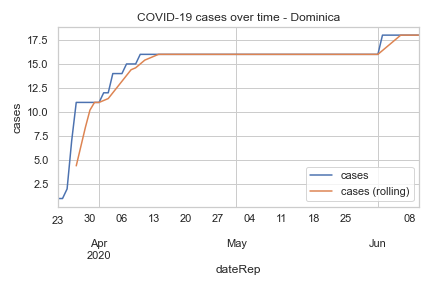 COVID-19 cases over time - Dominica
cases
17.5
15.0
12.5
10.0
7.5
5.0
2.5
cases
cases (rolling)
23 30 06 13 20 27 04 11 18 25 08
Apr May Jun
2020
dateRep